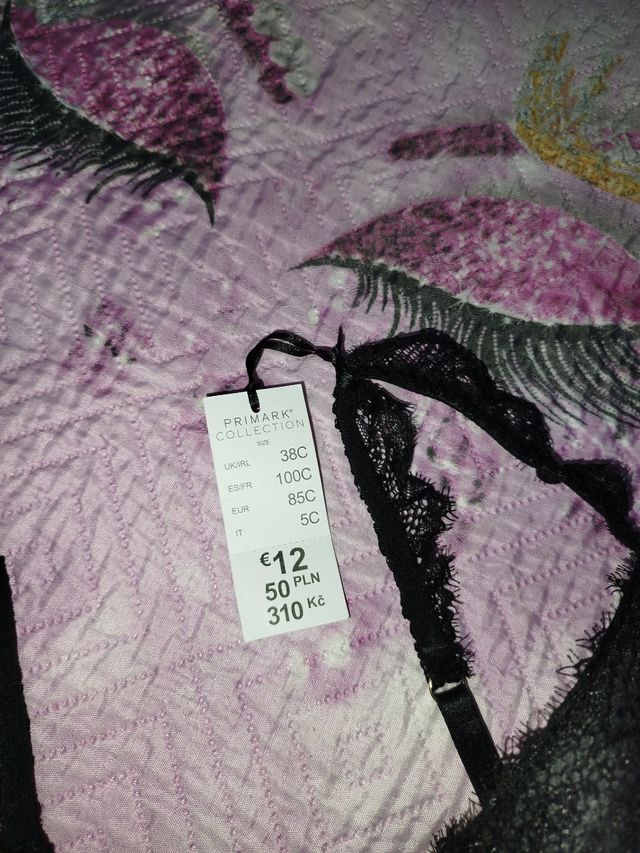 PRIMARK®
COLLECTION
SIZE
UK/IRL 38C
ES/FR 100C
EUR 85C
IT 5C
€12
50 PLN
310 Kč